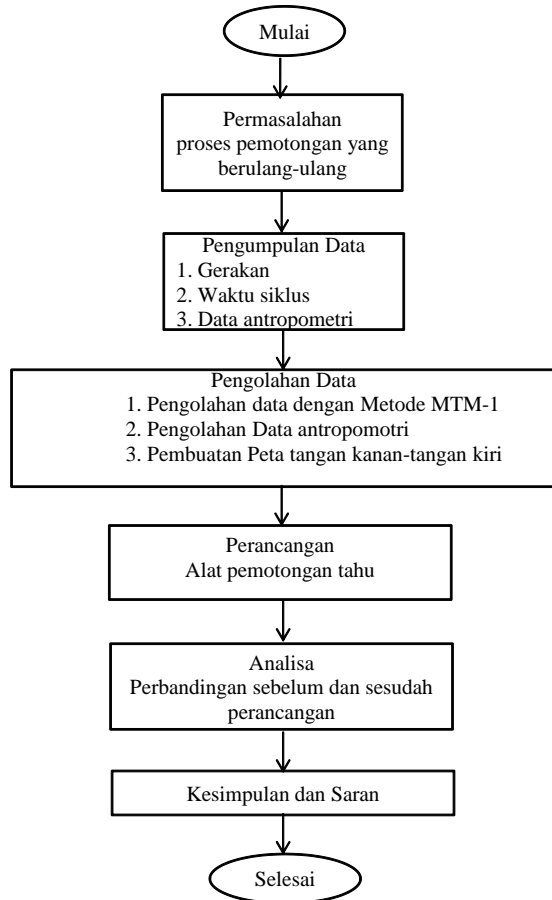 Mulai
Permasalahan
proses pemotongan yang
berulang-ulang
Pengumpulan Data
1. Gerakan
2. Waktu siklus
3. Data antropometri
Pengolahan Data
1. Pengolahan data dengan Metode MTM-1
2. Pengolahan Data antropomotri
3. Pembuatan Peta tangan kanan-tangan kiri
Perancangan
Alat pemotongan tahu
Analisa
Perbandingan sebelum dan sesudah
perancangan
Kesimpulan dan Saran
Selesai